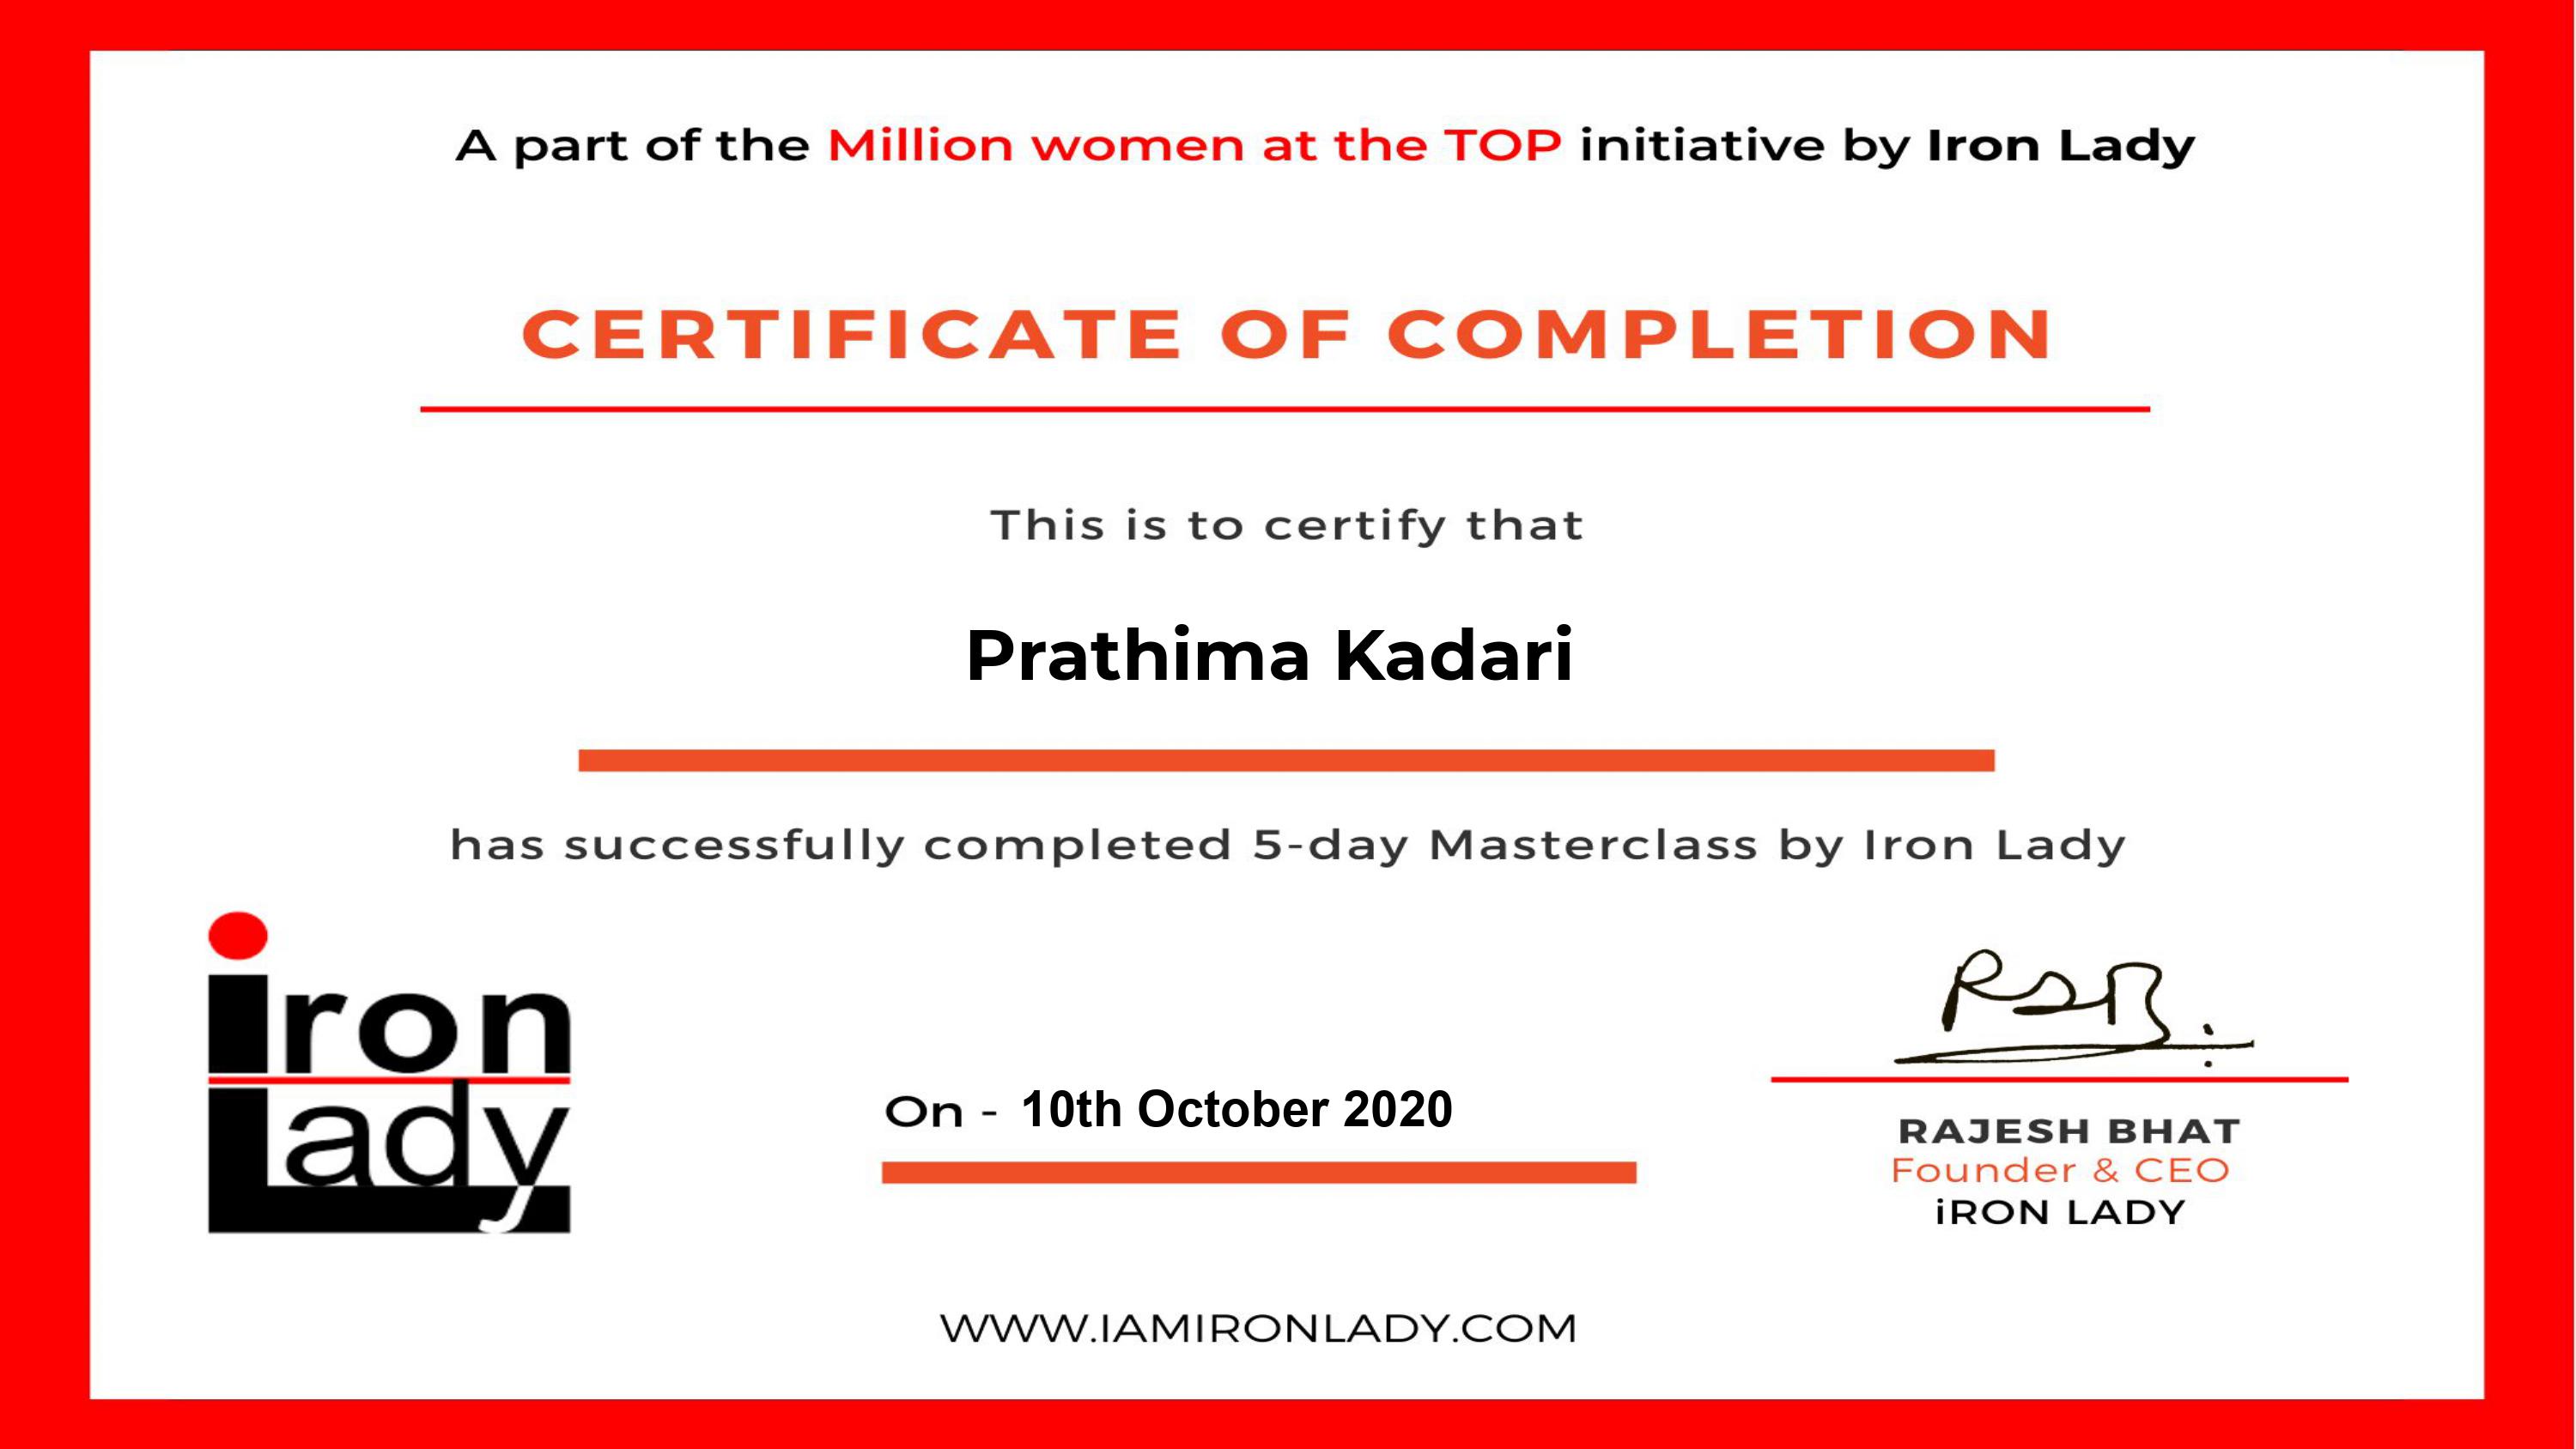 A part of the Million women at the TOP initiative by Iron Lady
CERTIFICATE OF COMPLETION
This is to certify that
Prathima Kadari
has successfully completed 5-day Masterclass by Iron Lady
iron
Lady
RSB
On - 10th October 2020
RAJESH BHAT
Founder & CEO
iRON LADY
WWW.IAMIRONLADY.COM